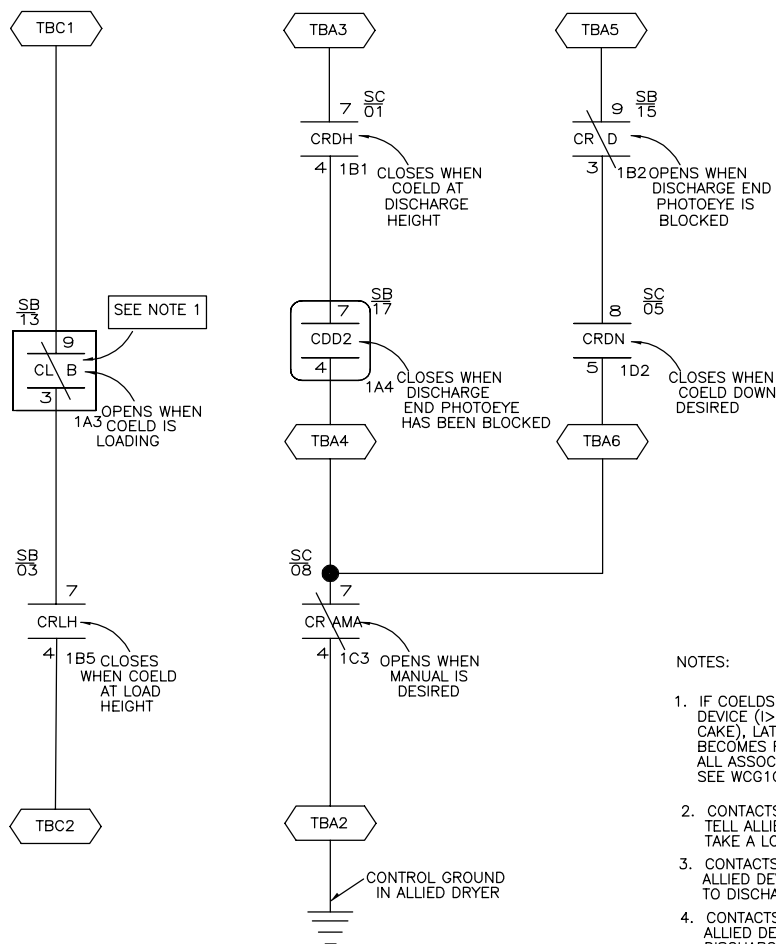 TBC1
TBA3
TBA5
7
SC
01
CRDH
4
1B1
CLOSES WHEN
COELD AT
DISCHARGE
HEIGHT
9
SB
15
CR D
3
1B2
OPENS WHEN
DISCHARGE END
PHOTOEYE IS
BLOCKED
SB
13
SEE NOTE 1
9
CL B
3
1A3
OPENS WHEN
COELD IS
LOADING
7
SB
17
CDD2
4
1A4
CLOSES WHEN
DISCHARGE
END PHOTOEYE
HAS BEEN BLOCKED
8
SC
05
CRDN
5
1D2
CLOSES WHEN
COELD DOWN
DESIRED
TBA4
TBA6
SB
03
7
CRLH
4
1B5
CLOSES
WHEN COELD
AT LOAD
HEIGHT
SC
08
7
CR AMA
4
1C3
OPENS WHEN
MANUAL IS
DESIRED
TBC2
TBA2
CONTROL GROUND
IN ALLIED DRYER
NOTES:
1. IF COELDS
DEVICE (I>
CAKE), LAT
BECOMES
ALL ASSOC
SEE
2. CONTACTS
TELL ALLIE
TAKE A LO
3. CONTACTS
ALLIED DE
TO DISCHA
4. CONTACTS
ALLIED DE